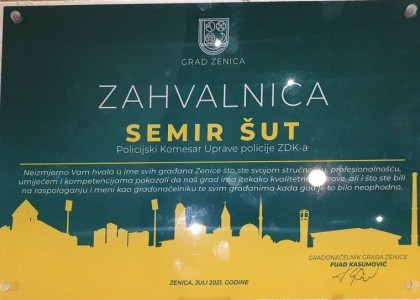 GRAD ZENICA
ZAHVALNICA
SEMIR ŠUT
Policijski Komesar Uprave policije ZDK-a
Neizmjerno Vam hvala u ime svih građana Zenice što ste svojom stručnošću, profesionalnošću,
umijećem i kompetencijama pokazali da naš grad ima itekako kvalitetne kadrove, ali i što ste bili
na raspolaganju i meni kao gradonačelniku te svim građanima kada god je to bilo neophodno.
GRADONAČELNIK GRADA ZENICE
FUAD KASUMOVIĆ
ZENICA, JULI 2021. GODINE